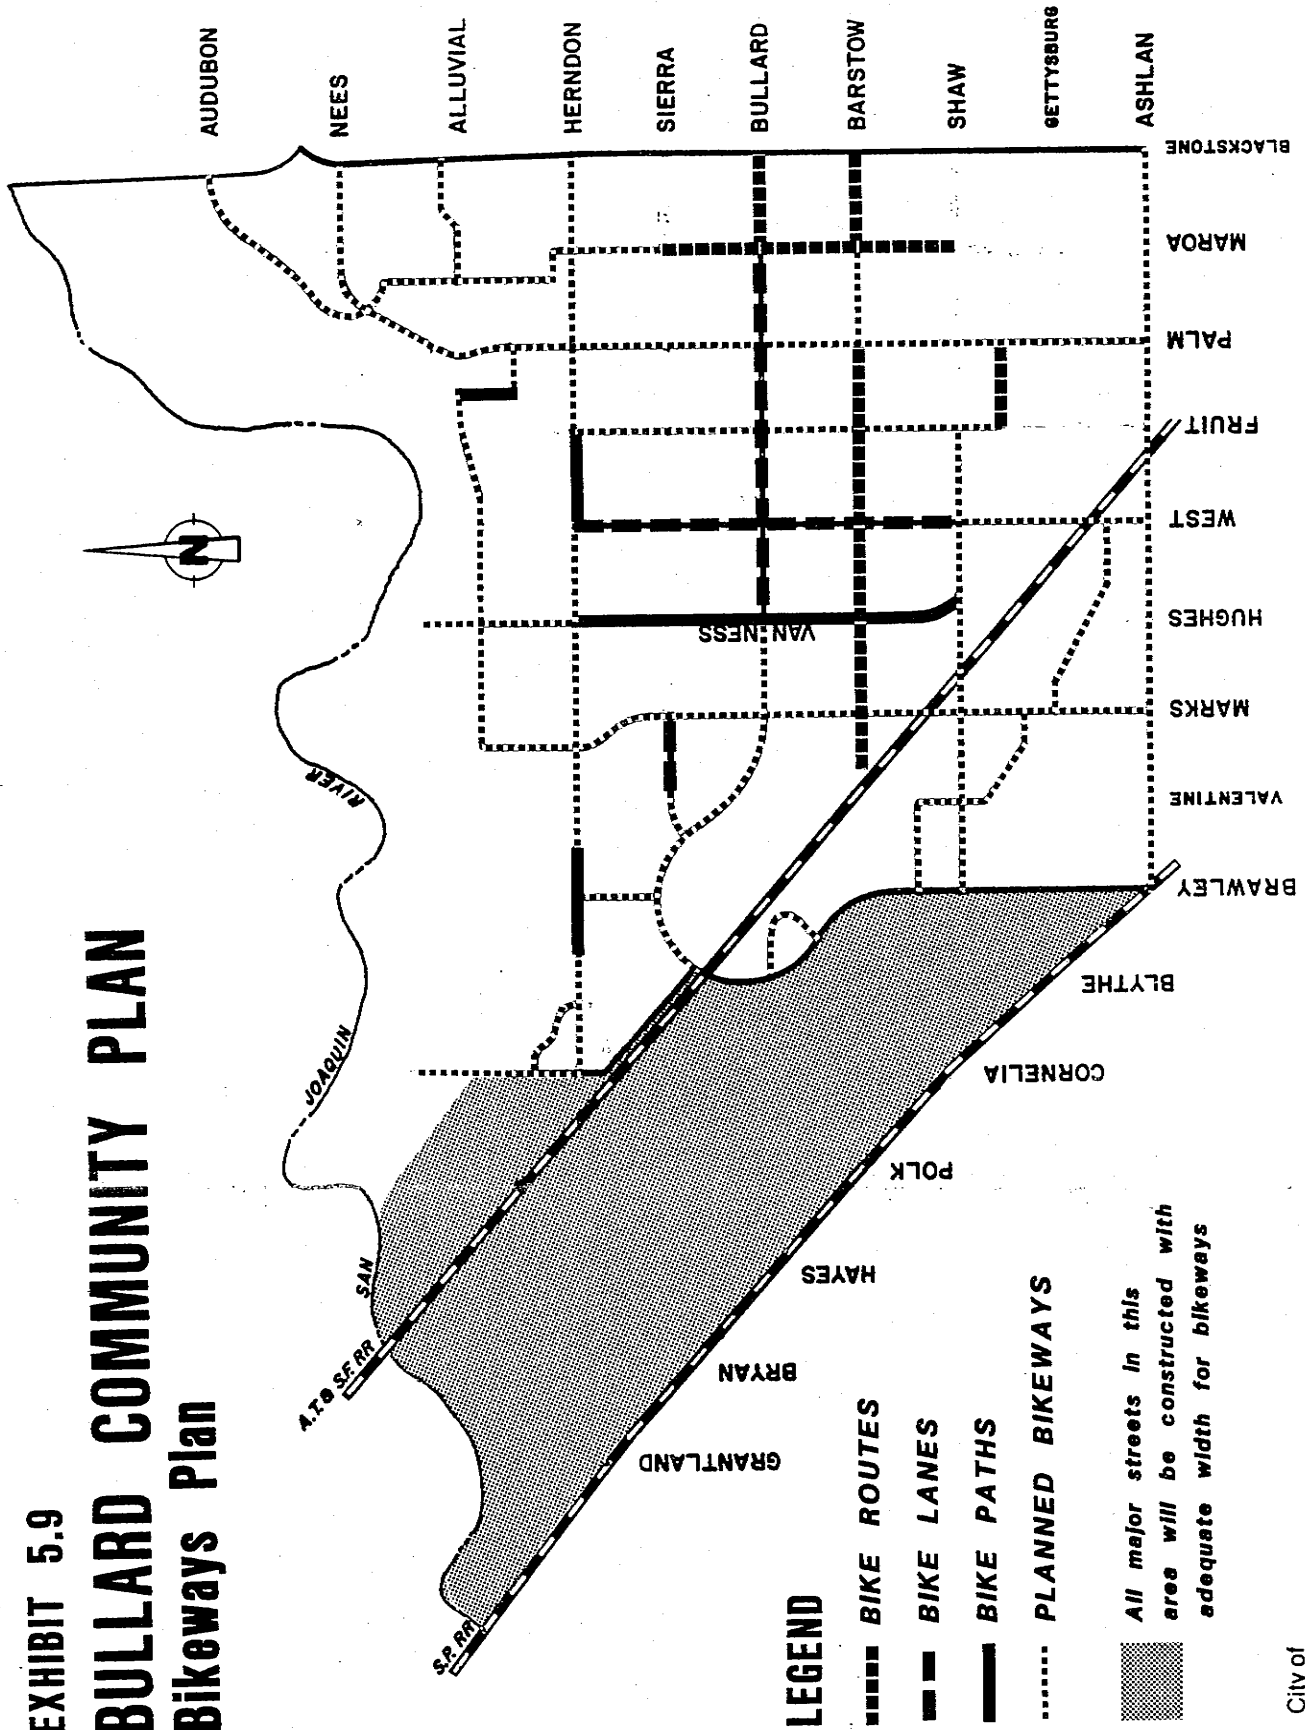 EXHIBIT 5.9
BULLARD COMMUNITY PLAN
Bikeways Plan
N
AUDUBON
NEES
ALLUVIAL
HERNDON
SIERRA
BULLARD
BARSTOW
SHAW
GETTYSBURG
ASHLAN
BLACKSTONE
MAROA
PALM
FRUIT
WEST
HUGHES
VAN NESS
MARKS
VALENTINE
BRAWLEY
BLYTHE
CORNELIA
POLK
HAYES
BRYAN
GRANTLAND
SAN
JOAQUIN
RIVER
A.T.& S.F. RR
S.P. RR
LEGEND
BIKE ROUTES
BIKE LANES
BIKE PATHS
PLANNED BIKEWAYS
All major streets in this
area will be constructed with
adequate width for bikeways
City of